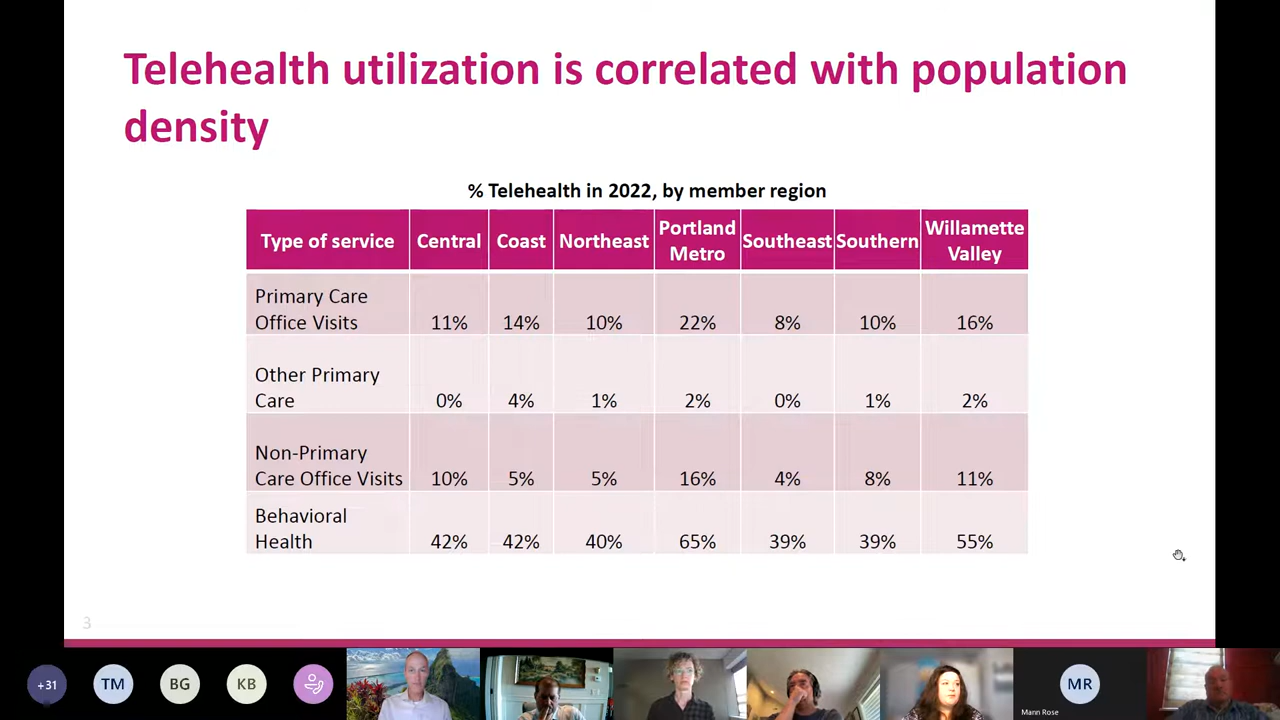 Telehealth utilization is correlated with population
density
% Telehealth in 2022, by member region
Type of service Central Coast Northeast Portland Metro Southeast Southern Willamette Valley
Primary Care
Office Visits 11% 14% 10% 22% 8% 10% 16%
Other Primary
Care 0% 4% 1% 2% 0% 1% 2%
Non-Primary
Care Office Visits 10% 5% 5% 16% 4% 8% 11%
Behavioral
Health 42% 42% 40% 65% 39% 39% 55%
3
+31 TM BG KB MR
Mann Rose